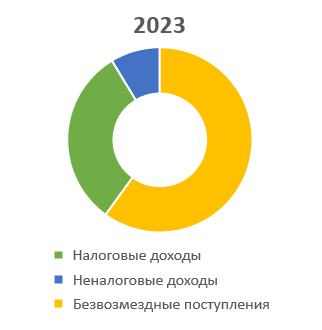 2023
Налоговые доходы
Неналоговые доходы
Безвозмездные поступления